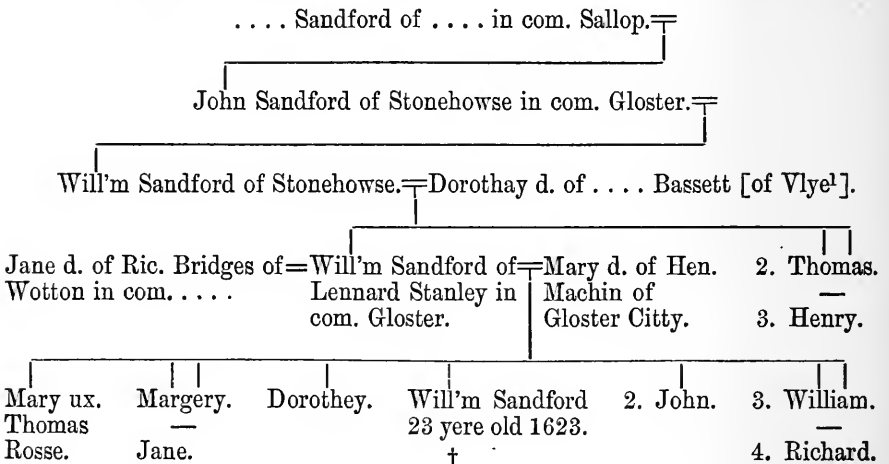 . . . . Sandford of . . . . in com. Sallop.
John Sandford of Stonehowse in com. Gloster.
Will'm Sandford of Stonehowse. Dorothay d. of . . . . Bassett [of Vlye¹].
Jane d. of Ric. Bridges of
Wotton in com. . . . .
Will'm Sandford of
Lennard Stanley in
com. Gloster.
Mary d. of Hen.
Machin of
Gloster Citty.
2. Thomas.
—
3. Henry.
Mary ux.
Thomas
Rosse.
Margery.
—
Jane.
Dorothey.
Will'm Sandford
23 yere old 1623.
†
2. John.
3. William.
—
4. Richard.